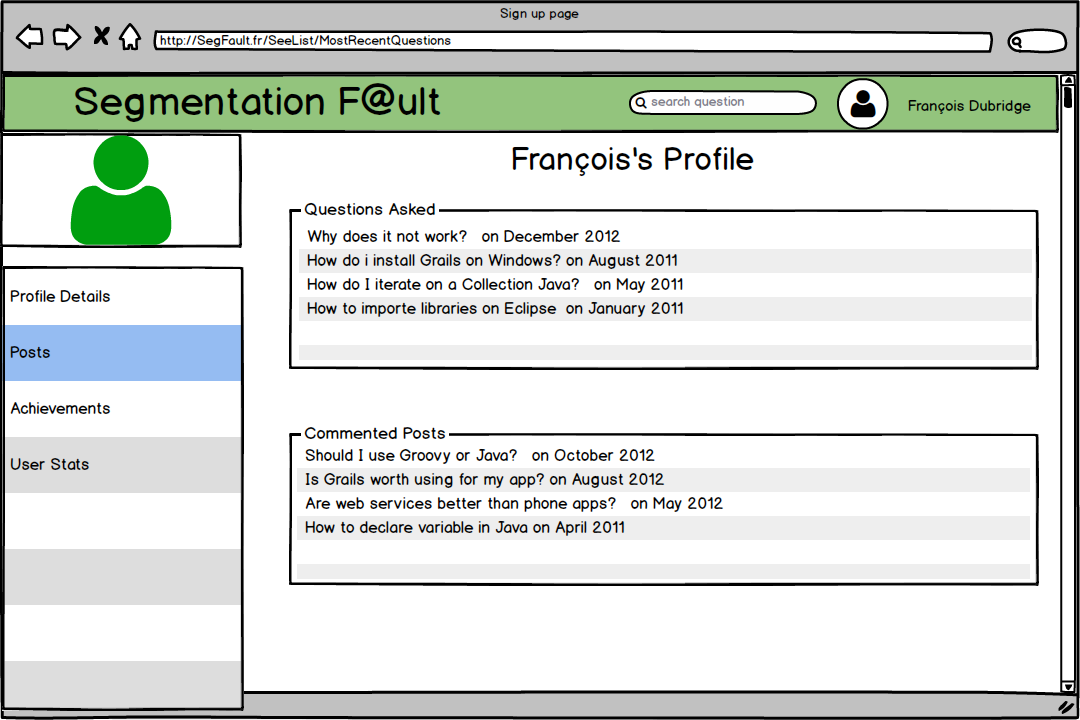 Sign up page
http://SegFault.fr/SeeList/MostRecentQuestions
Segmentation F@ult
search question
François Dubridge
François's Profile
Profile Details
Posts
Achievements
User Stats
Questions Asked
Why does it not work? on December 2012
How do i install Grails on Windows? on August 2011
How do I iterate on a Collection Java? on May 2011
How to importe libraries on Eclipse on January 2011
Commented Posts
Should I use Groovy or Java? on October 2012
Is Grails worth using for my app? on August 2012
Are web services better than phone apps? on May 2012
How to declare variable in Java on April 2011